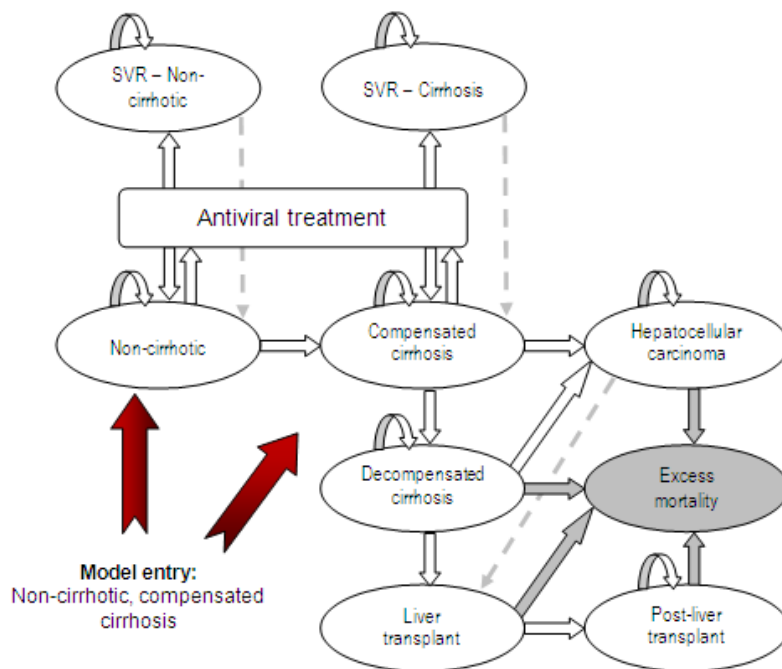 SVR – Non-
cirrhotic
SVR – Cirrhosis
Antiviral treatment
Non-cirrhotic
Compensated
cirrhosis
Hepatocellular
carcinoma
Decompensated
cirrhosis
Excess
mortality
Model entry:
Non-cirrhotic, compensated
cirrhosis
Liver
transplant
Post-liver
transplant